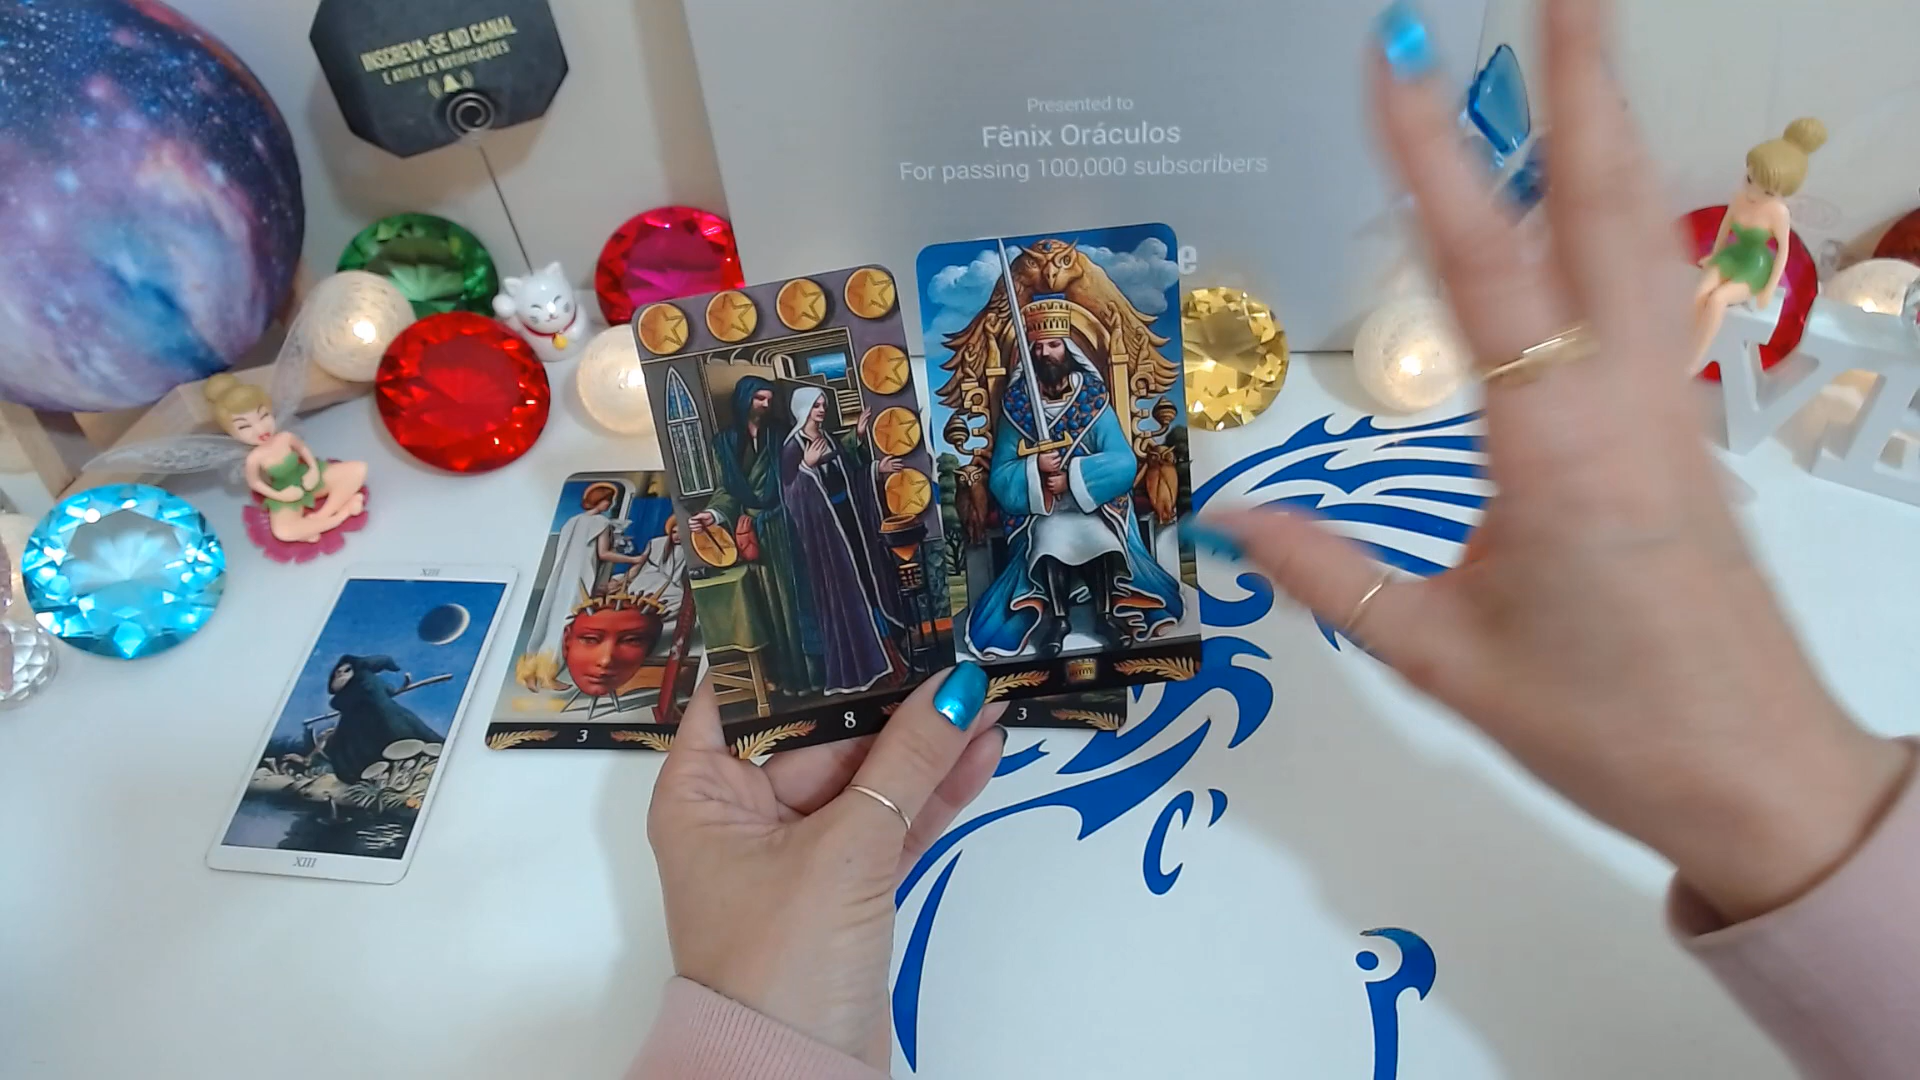 INSCREVA-SE NO CANAL
E ATIVE AS NOTIFICAÇÕES
Presented to
Fênix Oráculos
For passing 100,000 subscribers
e
XIII
XIII
3
8
3